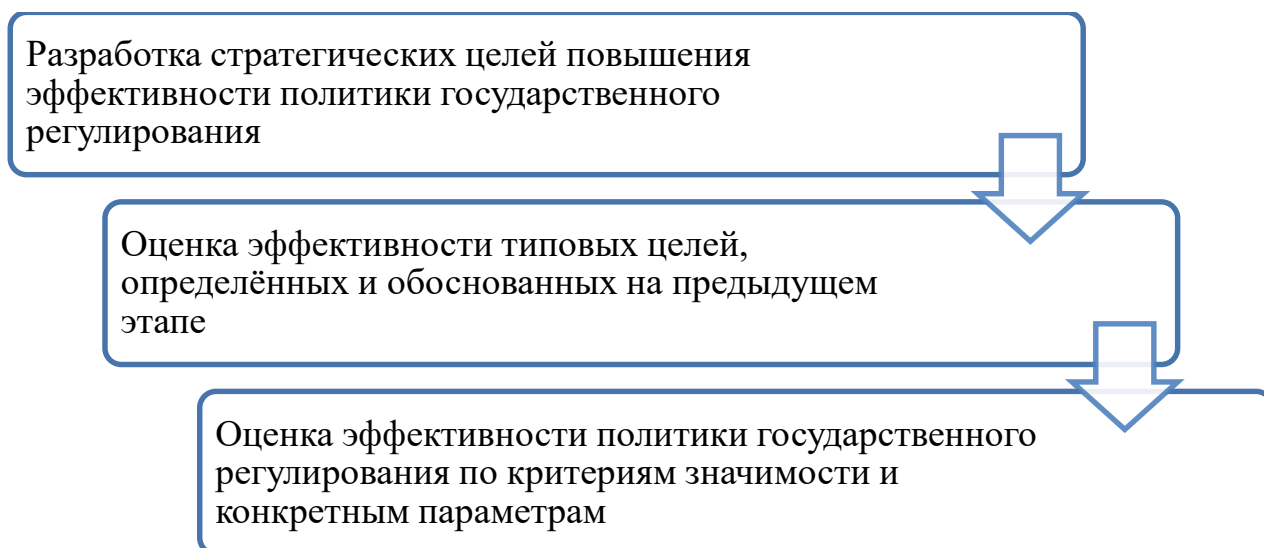 Разработка стратегических целей повышения
эффективности политики государственного
регулирования
Оценка эффективности типовых целей,
определённых и обоснованных на предыдущем
этапе
Оценка эффективности политики государственного
регулирования по критериям значимости и
конкретным параметрам